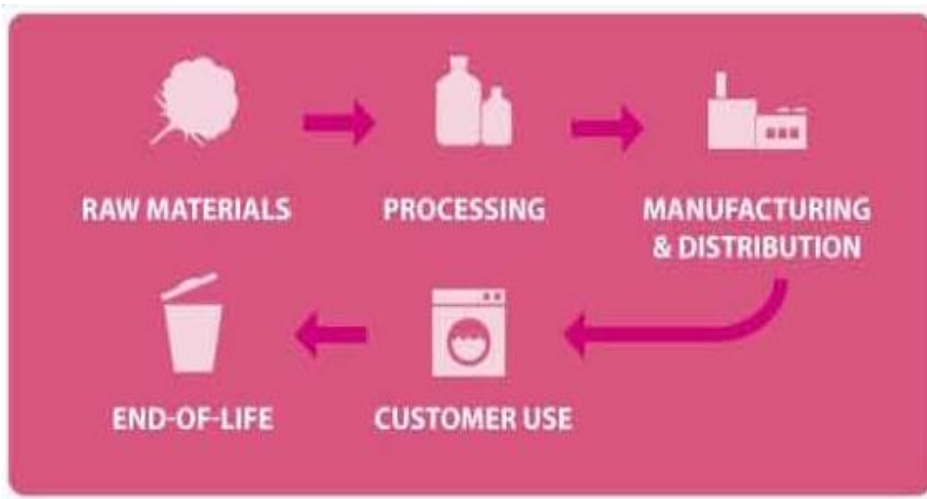 RAW MATERIALS
PROCESSING
MANUFACTURING
& DISTRIBUTION
END-OF-LIFE
CUSTOMER USE